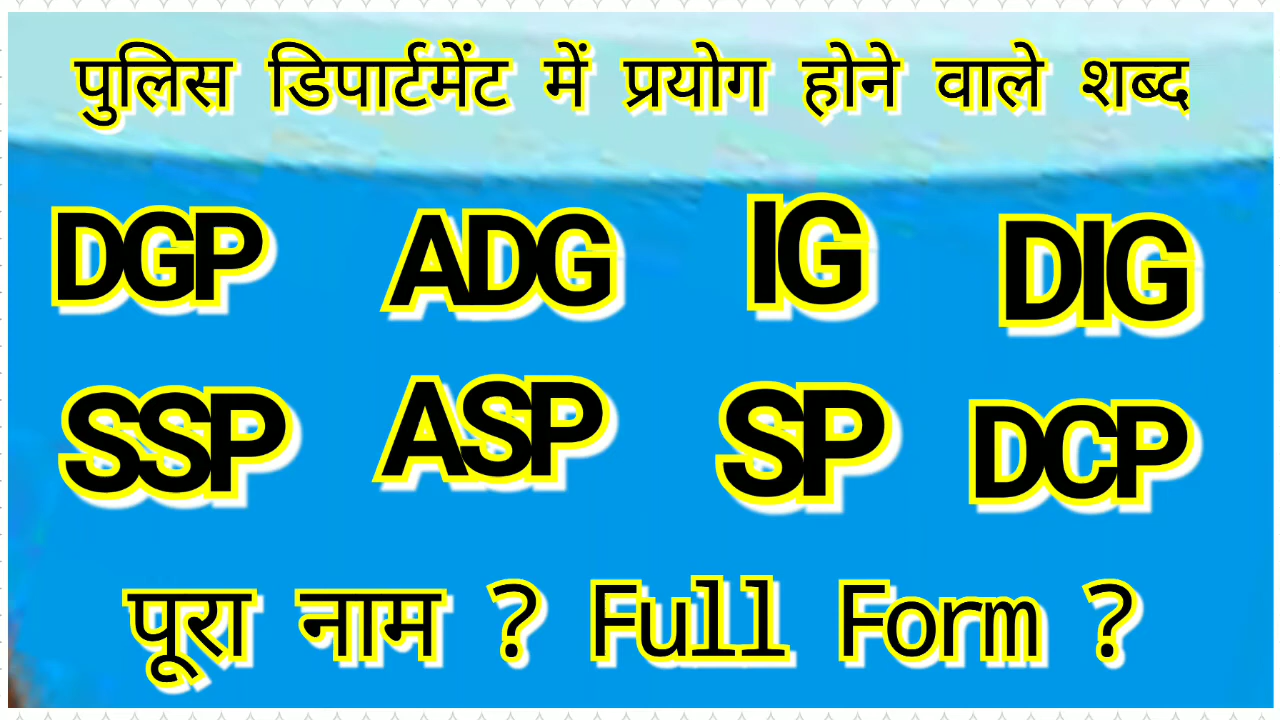 पुलिस डिपार्टमेंट में प्रयोग होने वाले शब्द
DGP ADG IG DIG
SSP ASP SP DCP
पूरा नाम ? Full Form ?